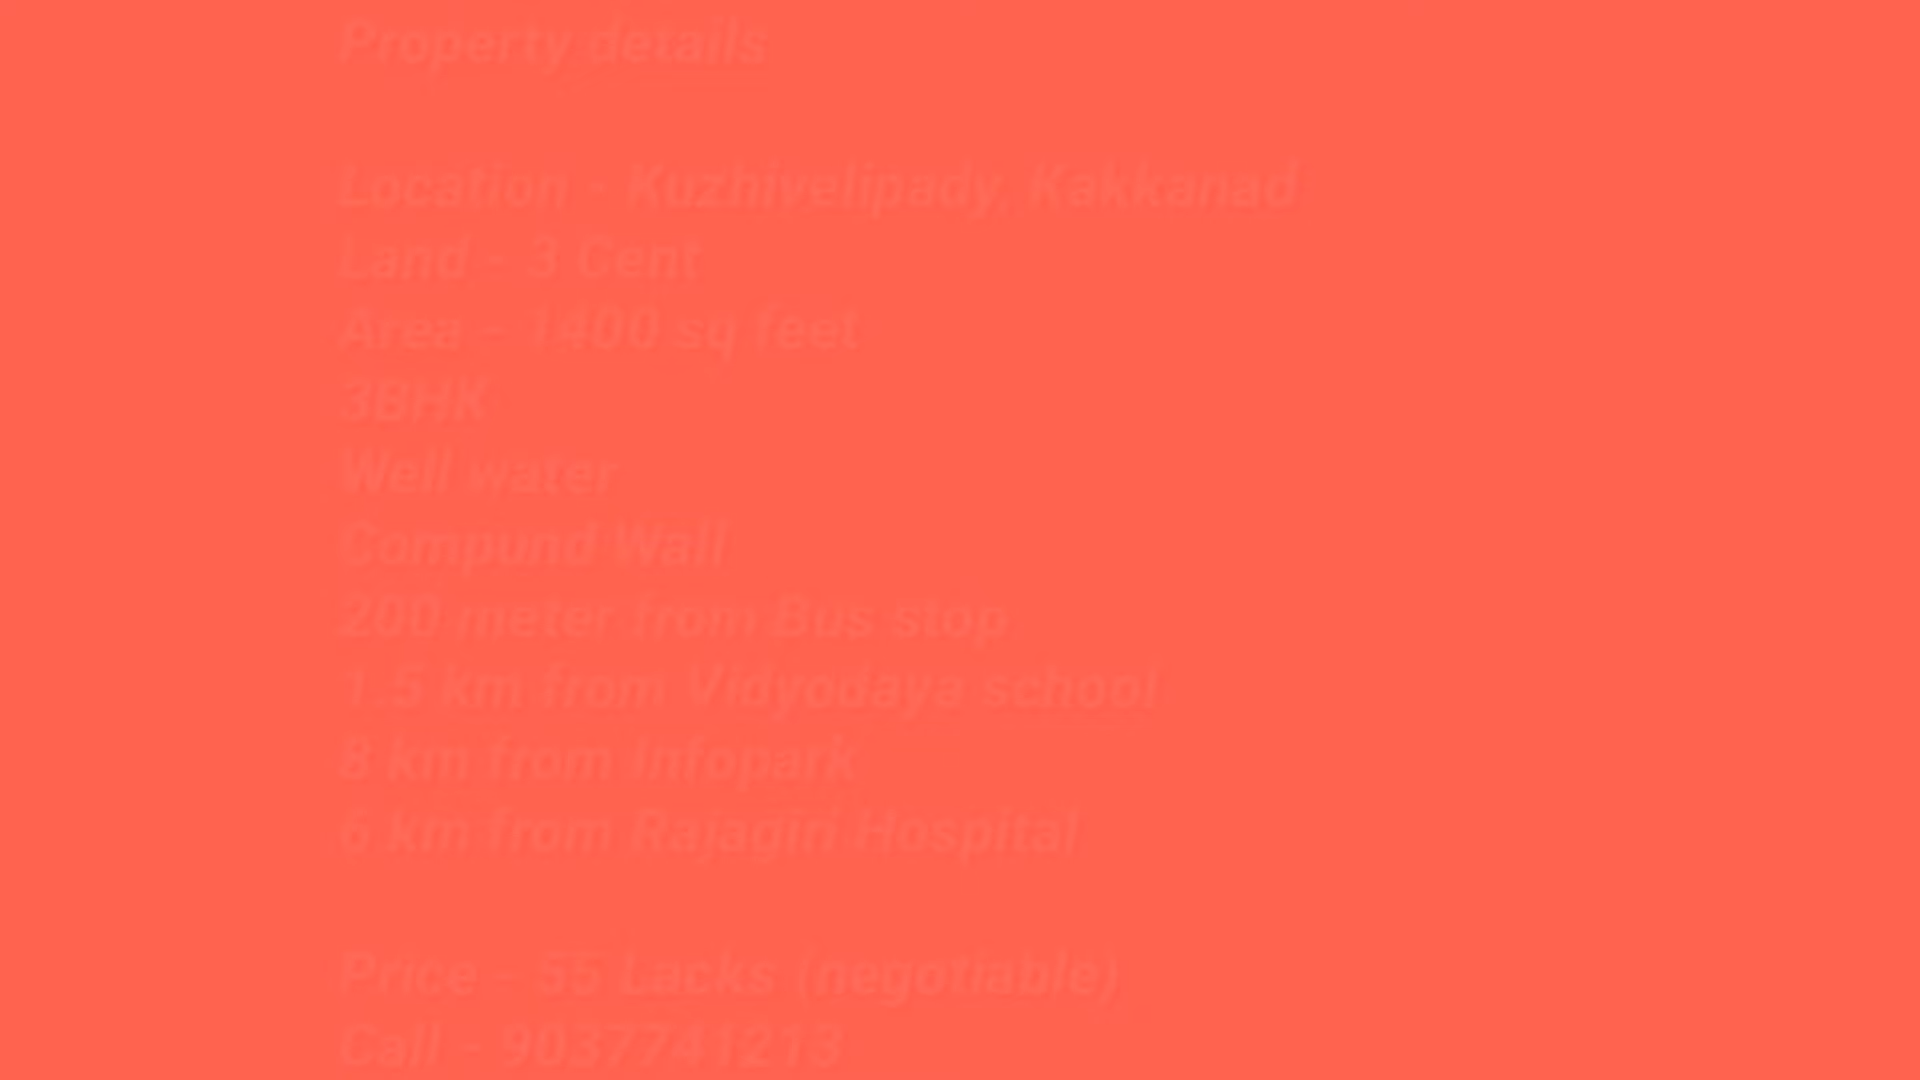 Property details
Location - Kuzhivelipady, Kakkanad
Land - 3 Cent
Area - 1400 sq feet
3BHK
Well water
Compund Wall
200 meter from Bus stop
1.5 km from Vidyodaya school
8 km from Infopark
6 km from Rajagiri Hospital
Price - 55 Lacks (negotiable)
Call - 9037741213